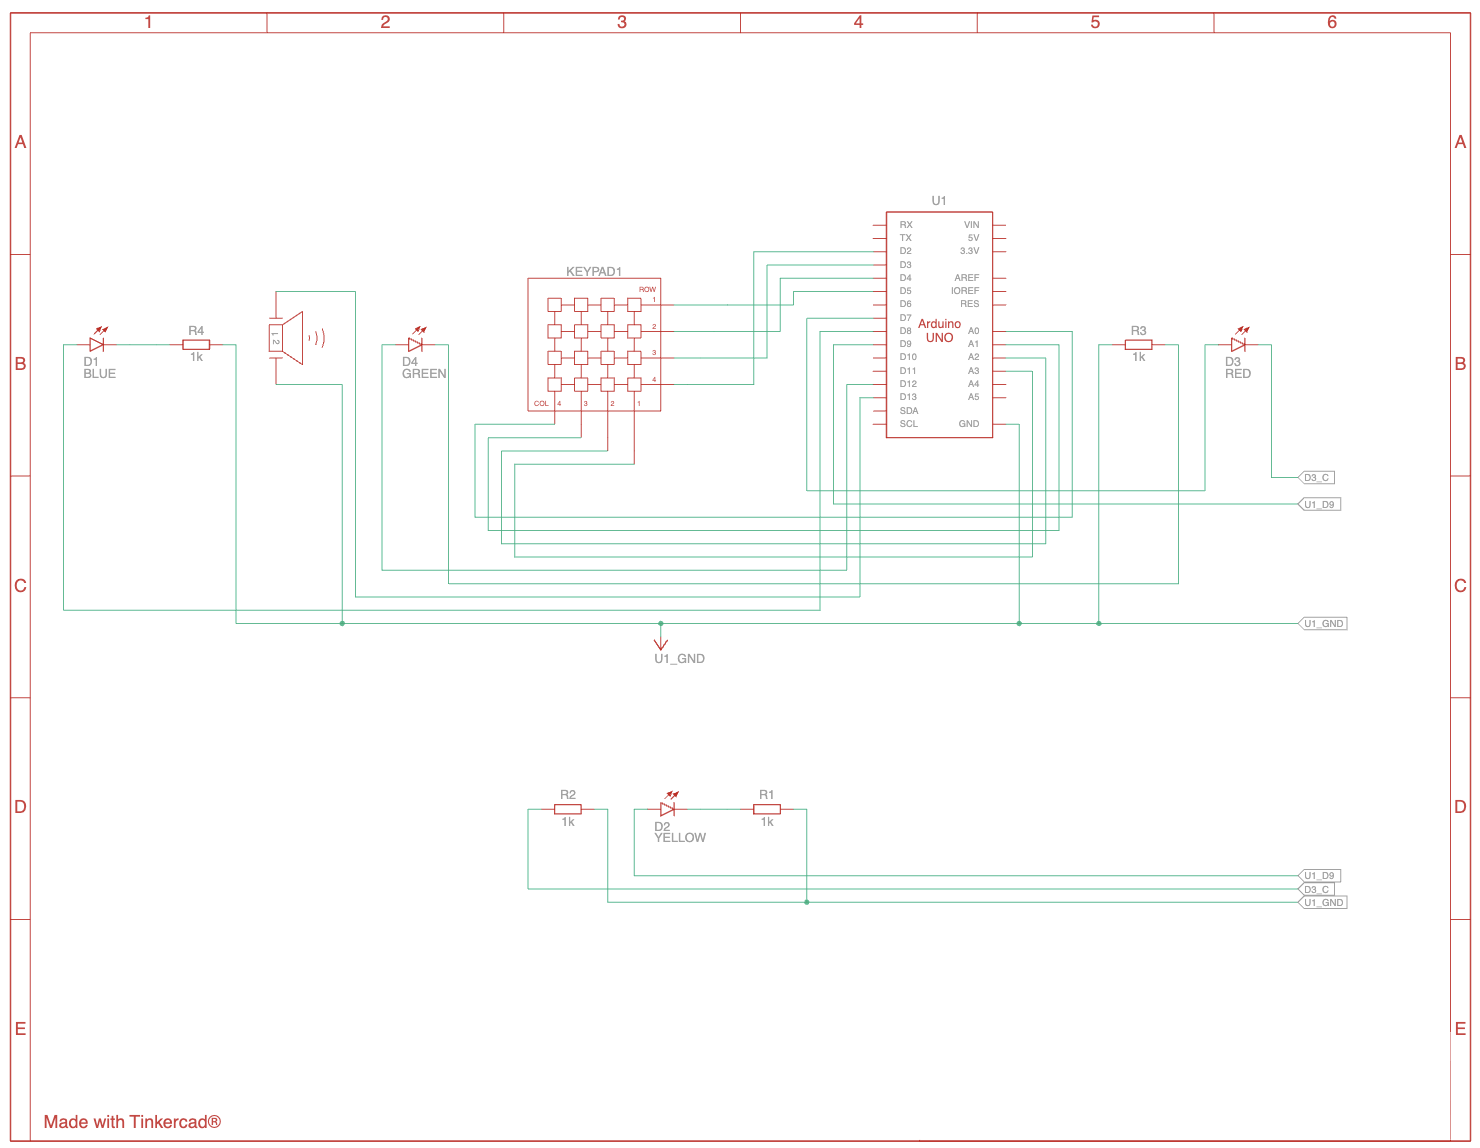 1 2 3 4 5 6
A A
U1
RX VIN
TX 5V
D2 3.3V
D3
D4 AREF
D5 IOREF
D6 RES
D7
D8 A0
D9 A1
D10 A2
D11 A3
D12 A4
D13 A5
SDA
SCL GND
Arduino
UNO
KEYPAD1
ROW
1
2
3
4
COL 4 3 2 1
B B
D1
BLUE
R4
1k
1
2
D4
GREEN
R3
1k
D3
RED
D3_C
U1_D9
C C
U1_GND
U1_GND
D D
R2
1k
D2
YELLOW
R1
1k
U1_D9
D3_C
U1_GND
E E
Made with Tinkercad®